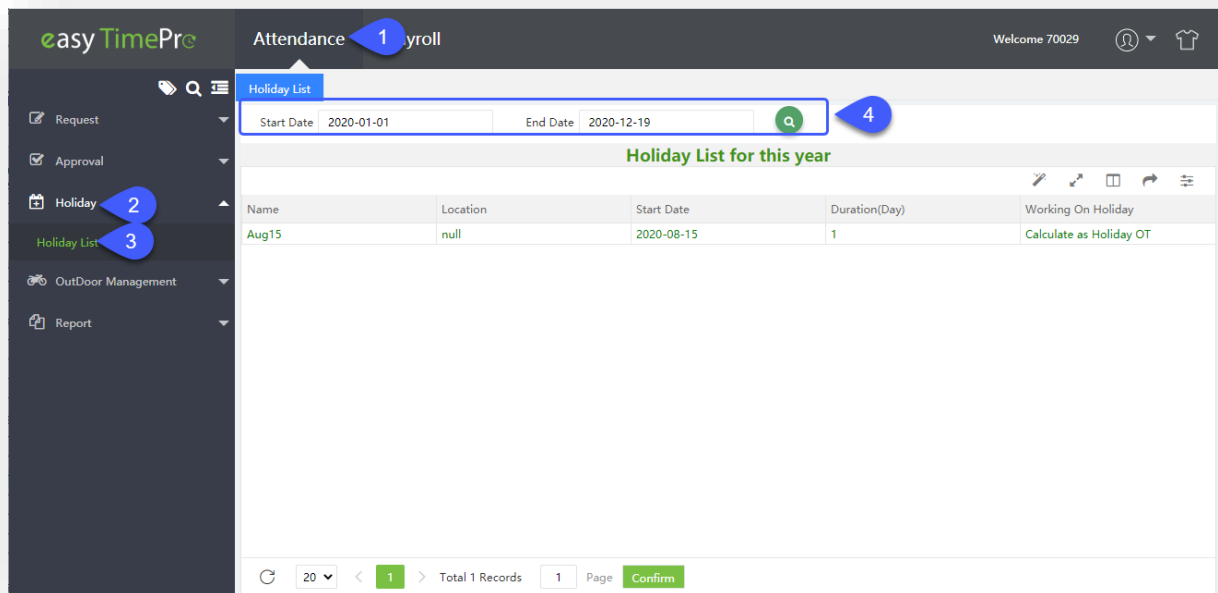 easy TimePro
Attendance 1 yroll
Welcome 70029
Holiday List
Request
Start Date 2020-01-01 End Date 2020-12-19 4
Approval
Holiday List for this year
Holiday 2
Name Location Start Date Duration(Day) Working On Holiday
Holiday List 3
Aug15 null 2020-08-15 1 Calculate as Holiday OT
OutDoor Management
Report
20 < 1 > Total 1 Records 1 Page Confirm